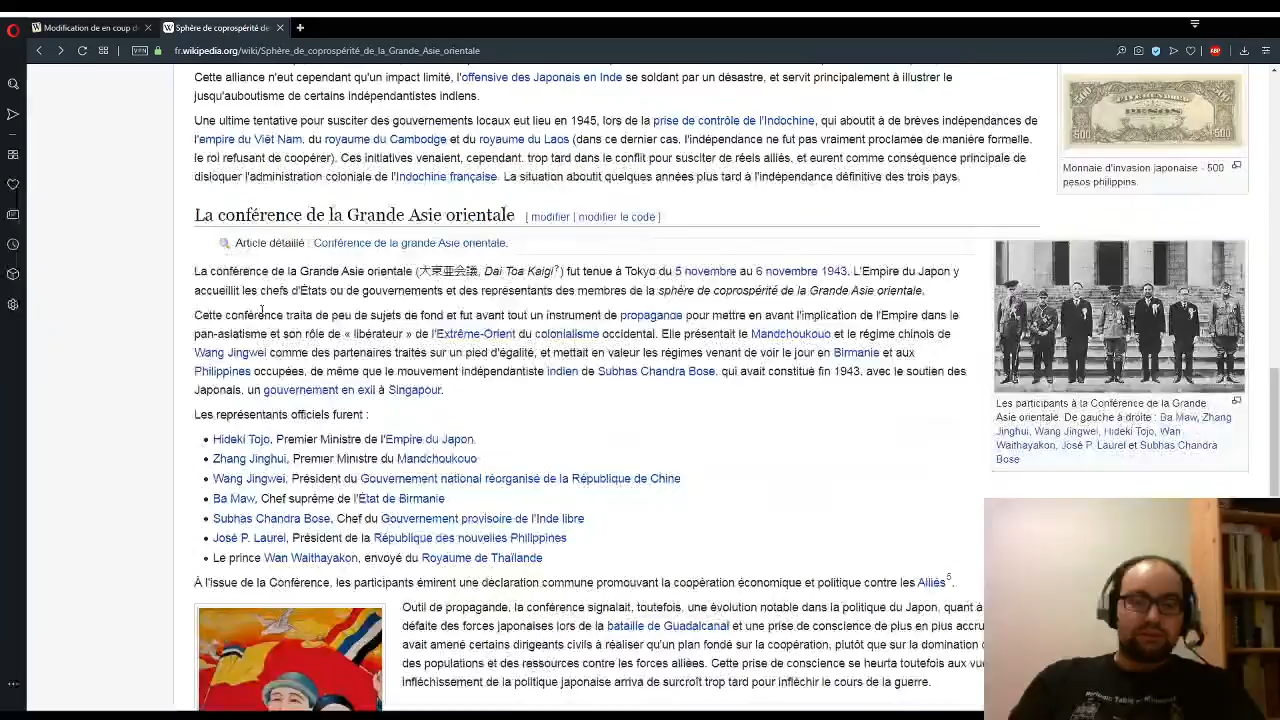 Modification de en coup d
Sphère de coprospérité de
VPN
fr.wikipedia.org/wiki/Sphère_de_coprospérité_de_la_Grande_Asie_orientale
ABP
Cette alliance n'eut cependant qu'un impact limité, l'offensive des Japonais en Inde se soldant par un désastre, et servit principalement à illustrer le
jusqu'auboutisme de certains indépendantistes indiens.
Une ultime tentative pour susciter des gouvernements locaux eut lieu en 1945, lors de la prise de contrôle de l'Indochine, qui aboutit à de brèves indépendances de
l'empire du Viêt Nam, du royaume du Cambodge et du royaume du Laos (dans ce dernier cas, l'indépendance ne fut pas vraiment proclamée de manière formelle,
le roi refusant de coopérer). Ces initiatives venaient, cependant, trop tard dans le conflit pour susciter de réels alliés, et eurent comme conséquence principale de
disloquer l'administration coloniale de l'Indochine française. La situation aboutit quelques années plus tard à l'indépendance définitive des trois pays.
500
PESOS
500
Monnaie d'invasion japonaise - 500
pesos philippins.
La conférence de la Grande Asie orientale [ modifier | modifier le code ]
Article détaillé : Conférence de la grande Asie orientale.
La conférence de la Grande Asie orientale (大東亜会議, Dai Toa Kaigi?) fut tenue à Tokyo du 5 novembre au 6 novembre 1943. L'Empire du Japon y
accueillit les chefs d'États ou de gouvernements et des représentants des membres de la sphère de coprospérité de la Grande Asie orientale.
Cette conférence traita de peu de sujets de fond et fut avant tout un instrument de propagande pour mettre en avant l'implication de l'Empire dans le
pan-asiatisme et son rôle de « libérateur » de l'Extrême-Orient du colonialisme occidental. Elle présentait le Mandchoukouo et le régime chinois de
Wang Jingwei comme des partenaires traités sur un pied d'égalité, et mettait en valeur les régimes venant de voir le jour en Birmanie et aux
Philippines occupées, de même que le mouvement indépendantiste indien de Subhas Chandra Bose, qui avait constitué fin 1943, avec le soutien des
Japonais, un gouvernement en exil à Singapour.
Les participants à la Conférence de la Grande
Asie orientale. De gauche à droite : Ba Maw, Zhang
Jinghui, Wang Jingwei, Hideki Tojo, Wan
Waithayakon, José P. Laurel et Subhas Chandra
Bose
Les représentants officiels furent :
Hideki Tojo, Premier Ministre de l'Empire du Japon.
Zhang Jinghui, Premier Ministre du Mandchoukuo
Wang Jingwei, Président du Gouvernement national réorganisé de la République de Chine
Ba Maw, Chef suprême de l'État de Birmanie
Subhas Chandra Bose, Chef du Gouvernement provisoire de l'Inde libre
José P. Laurel, Président de la République des nouvelles Philippines
Le prince Wan Waithayakon, envoyé du Royaume de Thaïlande
À l'issue de la Conférence, les participants émirent une déclaration commune promouvant la coopération économique et politique contre les Alliés5.
Outil de propagande, la conférence signalait, toutefois, une évolution notable dans la politique du Japon, quant à
défaite des forces japonaises lors de la bataille de Guadalcanal et une prise de conscience de plus en plus accru
avait amené certains dirigeants civils à réaliser qu'un plan fondé sur la coopération, plutôt que sur la domination
des populations et des ressources contre les forces alliées. Cette prise de conscience se heurta toutefois aux vue
infléchissement de la politique japonaise arriva de surcroît trop tard pour infléchir le cours de la guerre.
Periodic Table of